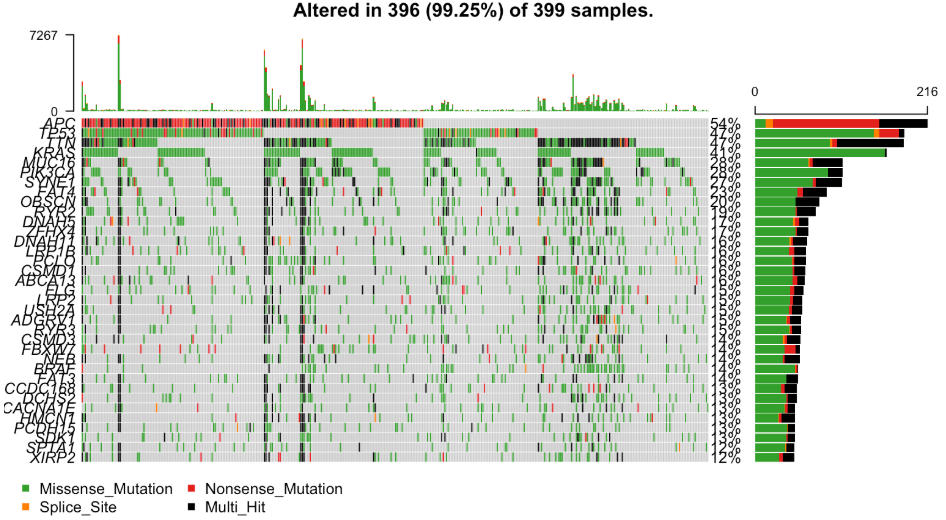 Altered in 396 (99.25%) of 399 samples.
7267
0
0 216
APC 54%
TP53 47%
TTN 47%
KRAS 41%
MUC16 28%
PIK3CA 28%
SYNE1 27%
FAT4 23%
OBSCN 20%
RYR2 19%
DNAH5 17%
ZFHX4 17%
DNAH11 16%
LRP1B 16%
PCLO 16%
CSMD1 16%
ABCA13 16%
FLG 15%
LRP2 15%
USH2A 15%
ADGRV1 15%
RYR3
CSMD3 14%
FBXW7 14%
NEB 14%
BRAF 14%
FAT3 14%
CCDC168 13%
DCHS2 13%
CACNA1E 13%
HMCN1 13%
PCDH15 13%
SDK1 13%
SPTA1 13%
XIRP2 12%
Missense_Mutation Nonsense_Mutation
Splice_Site Multi_Hit